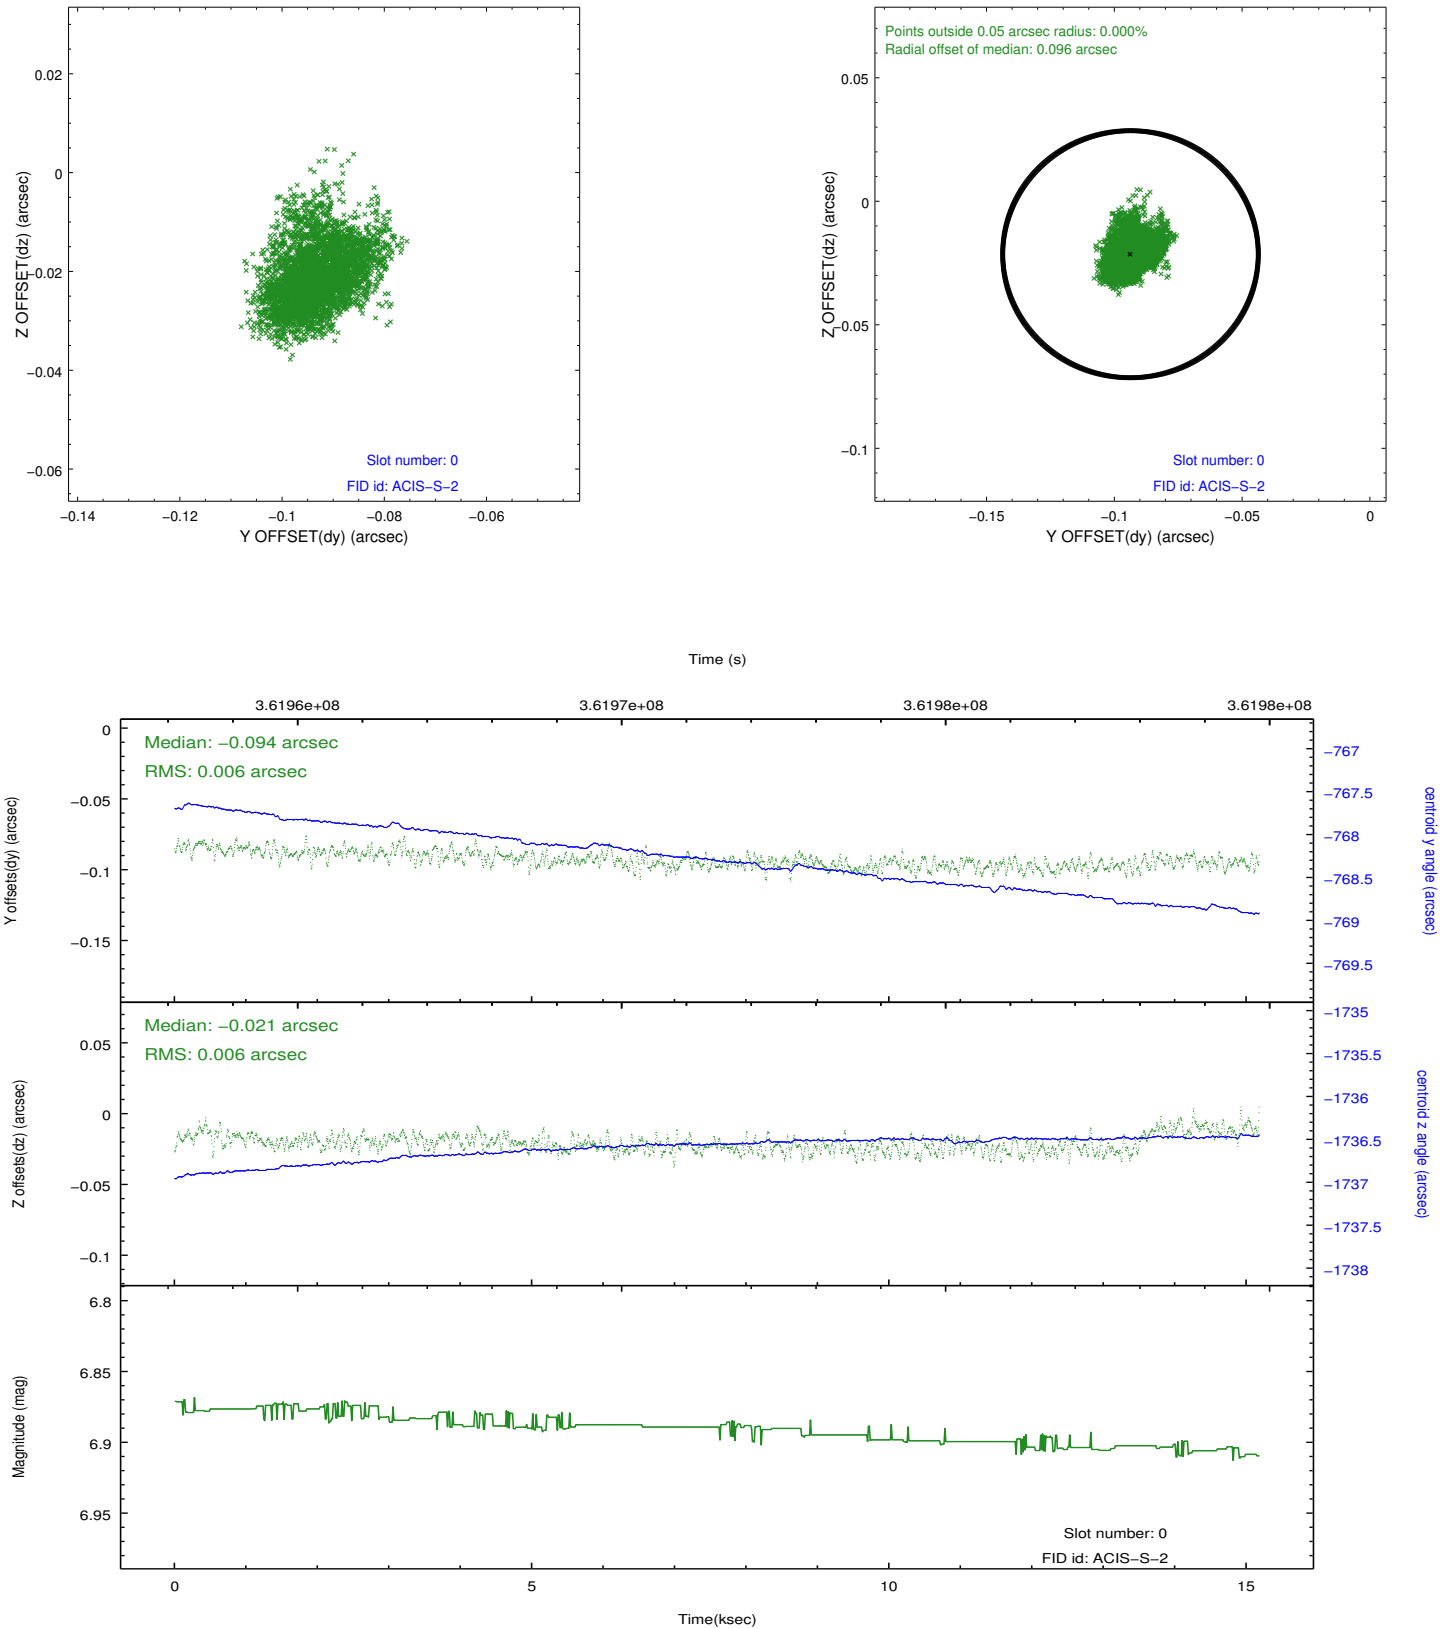 Z OFFSET(dz) (arcsec)
0.02
0
−0.02
−0.04
−0.06
Slot number: 0
FID id: ACIS−S−2
−0.14
−0.12
−0.1
−0.08
−0.06
Y OFFSET(dy) (arcsec)
Points outside 0.05 arcsec radius: 0.000%
Radial offset of median: 0.096 arcsec
Z OFFSET(dz) (arcsec)
0.05
0
−0.05
−0.1
Slot number: 0
FID id: ACIS−S−2
−0.15
−0.1
−0.05
0
Y OFFSET(dy) (arcsec)
Time (s)
3.6196e+08
3.6197e+08
3.6198e+08
3.6198e+08
Y offsets(dy) (arcsec)
0
−0.05
−0.1
−0.15
Median: −0.094 arcsec
RMS: 0.006 arcsec
−767
−767.5
−768
−768.5
−769
−769.5
centroid y angle (arcsec)
Z offsets(dz) (arcsec)
0.05
0
−0.05
−0.1
Median: −0.021 arcsec
RMS: 0.006 arcsec
−1735
−1735.5
−1736
−1736.5
−1737
−1737.5
−1738
centroid z angle (arcsec)
Magnitude (mag)
6.8
6.85
6.9
6.95
Slot number: 0
FID id: ACIS−S−2
0
5
10
15
Time(ksec)